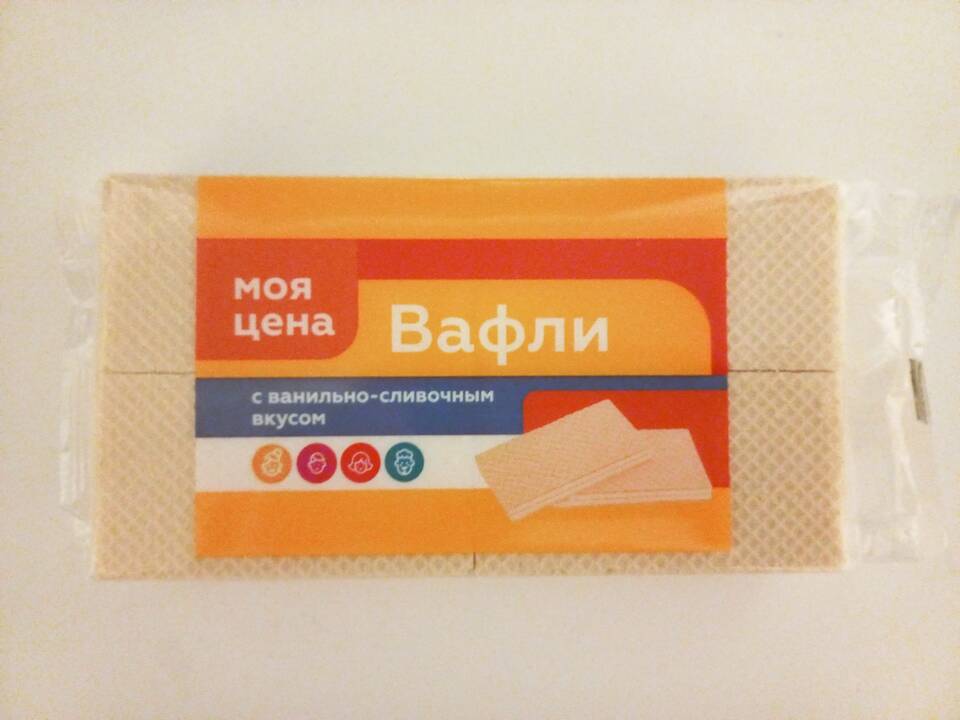 моя
цена
Вафли
с ванильно-сливочным
вкусом